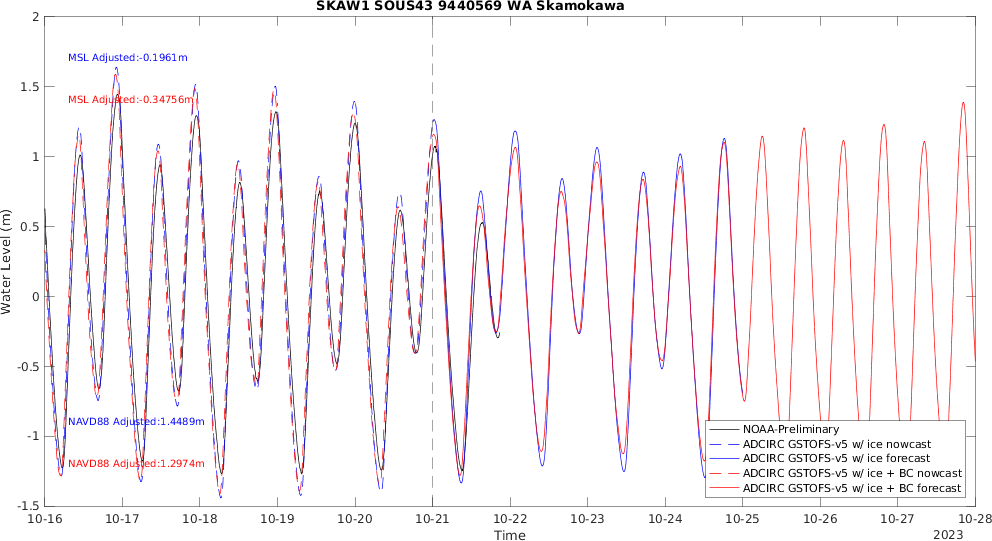 SKAW1 SOUS43 9440569 WA Skamokawa
2
1.5
1
0.5
0
-0.5
-1
-1.5
Water Level (m)
MSL Adjusted:-0.1961m
MSL Adjusted:-0.34756m
NAVD88 Adjusted:1.4489m
NAVD88 Adjusted:1.2974m
NOAA-Preliminary
ADCIRC GSTOFS-v5 w/ ice nowcast
ADCIRC GSTOFS-v5 w/ ice forecast
ADCIRC GSTOFS-v5 w/ ice + BC nowcast
ADCIRC GSTOFS-v5 w/ ice + BC forecast
10-16 10-17 10-18 10-19 10-20 10-21 10-22 10-23 10-24 10-25 10-26 10-27 10-28
Time
2023